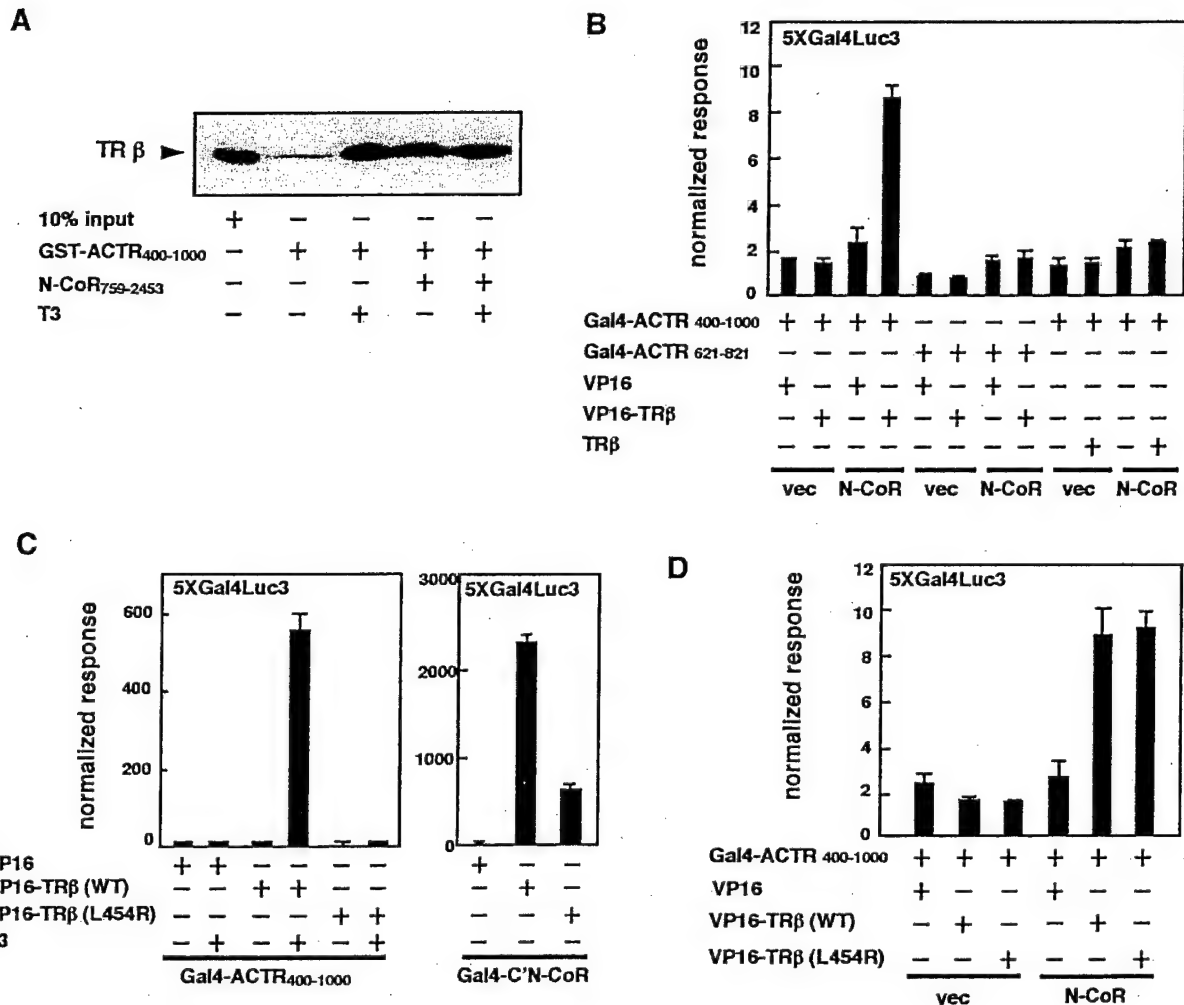 A
TR β
10% input + − − − −
GST-ACTR400-1000 − + + + +
N-CoR759-2453 − − − + +
T3 − − + − +
B
5XGal4Luc3
normalized response
12
10
8
6
4
2
0
Gal4-ACTR 400-1000 + + + + − − − − + + + +
Gal4-ACTR 621-821 − − − − + + + + − − − −
VP16 + − + − + − + − − − − −
VP16-TRβ − + − + − + − + − − − −
TRβ − − − − − − − − − + − +
vec N-CoR vec N-CoR vec N-CoR
C
5XGal4Luc3
normalized response
600
400
200
0
P16 + + − − − −
P16-TRβ (WT) − − + + − −
P16-TRβ (L454R) − − − − + +
3 − + − + − +
Gal4-ACTR400-1000
5XGal4Luc3
3000
2000
1000
0
+ − −
− + −
− − +
− − −
Gal4-C'N-CoR
D
5XGal4Luc3
normalized response
12
10
8
6
4
2
0
Gal4-ACTR 400-1000 + + + + + +
VP16 + − − + − −
VP16-TRβ (WT) − + − − + −
VP16-TRβ (L454R) − − + − − +
vec N-CoR